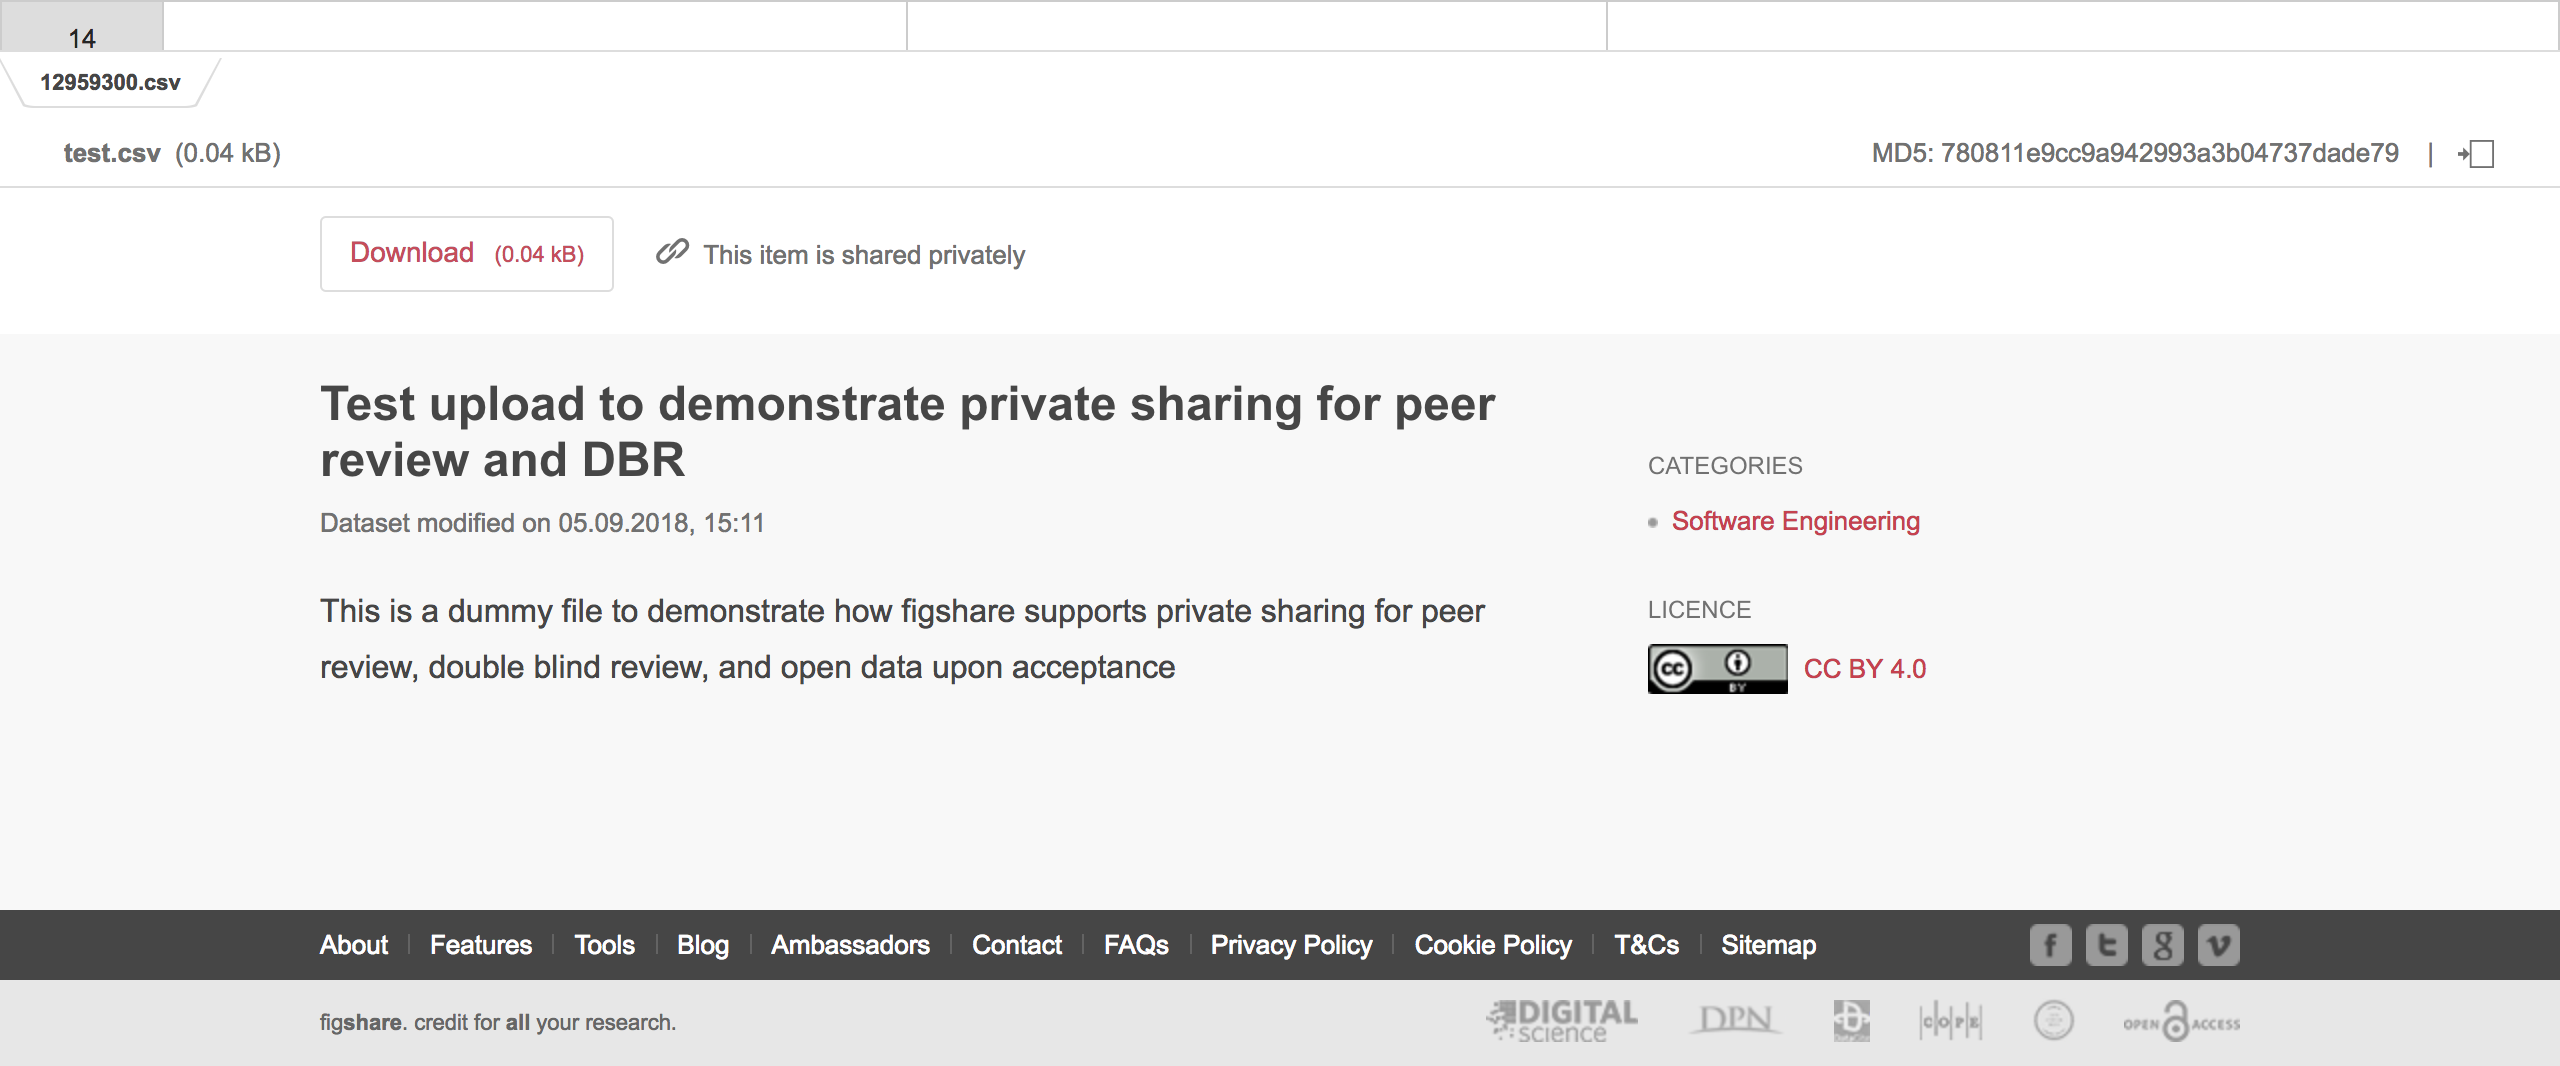 14
12959300.csv
test.csv (0.04 kB)
MD5: 780811e9cc9a942993a3b04737dade79 |
Download (0.04 kB)
This item is shared privately
Test upload to demonstrate private sharing for peer
review and DBR
Dataset modified on 05.09.2018, 15:11
This is a dummy file to demonstrate how figshare supports private sharing for peer
review, double blind review, and open data upon acceptance
CATEGORIES
Software Engineering
LICENCE
cc BY CC BY 4.0
About | Features | Tools | Blog | Ambassadors | Contact | FAQs | Privacy Policy | Cookie Policy | T&Cs | Sitemap
figshare. credit for all your research.
DIGITAL
science
DPN
C|O|P|E
OPEN ACCESS